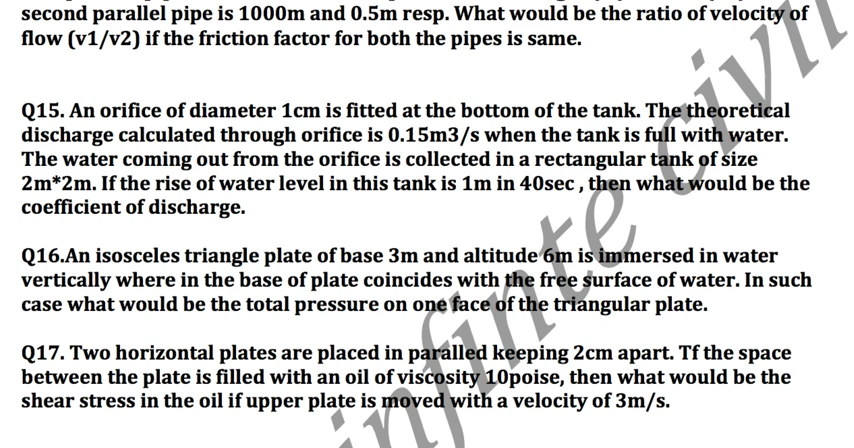 second parallel pipe is 1000m and 0.5m resp. What would be the ratio of velocity of
flow (v1/v2) if the friction factor for both the pipes is same.
Q15. An orifice of diameter 1cm is fitted at the bottom of the tank. The theoretical
discharge calculated through orifice is 0.15m3/s when the tank is full with water.
The water coming out from the orifice is collected in a rectangular tank of size
2m*2m. If the rise of water level in this tank is 1m in 40sec , then what would be the
coefficient of discharge.
Q16.An isosceles triangle plate of base 3m and altitude 6m is immersed in water
vertically where in the base of plate coincides with the free surface of water. In such
case what would be the total pressure on one face of the triangular plate.
Q17. Two horizontal plates are placed in paralled keeping 2cm apart. Tf the space
between the plate is filled with an oil of viscosity 10poise, then what would be the
shear stress in the oil if upper plate is moved with a velocity of 3m/s.
infinte civil